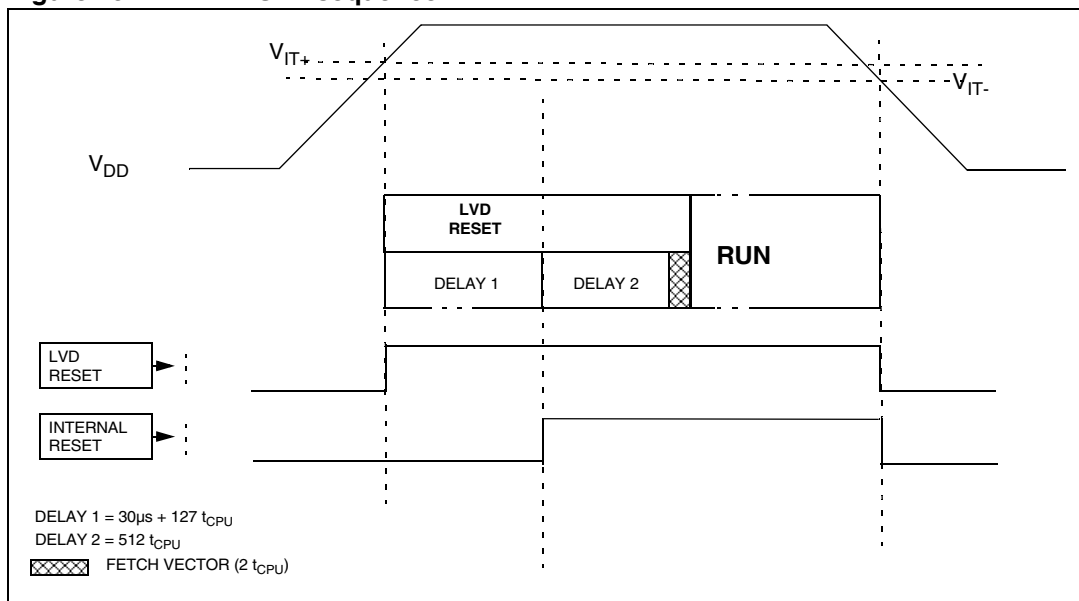 V_IT+
V_IT-
V_DD
LVD
RESET
RUN
DELAY 1
DELAY 2
LVD
RESET
INTERNAL
RESET
DELAY 1 = 30µs + 127 t_CPU
DELAY 2 = 512 t_CPU
FETCH VECTOR (2 t_CPU)